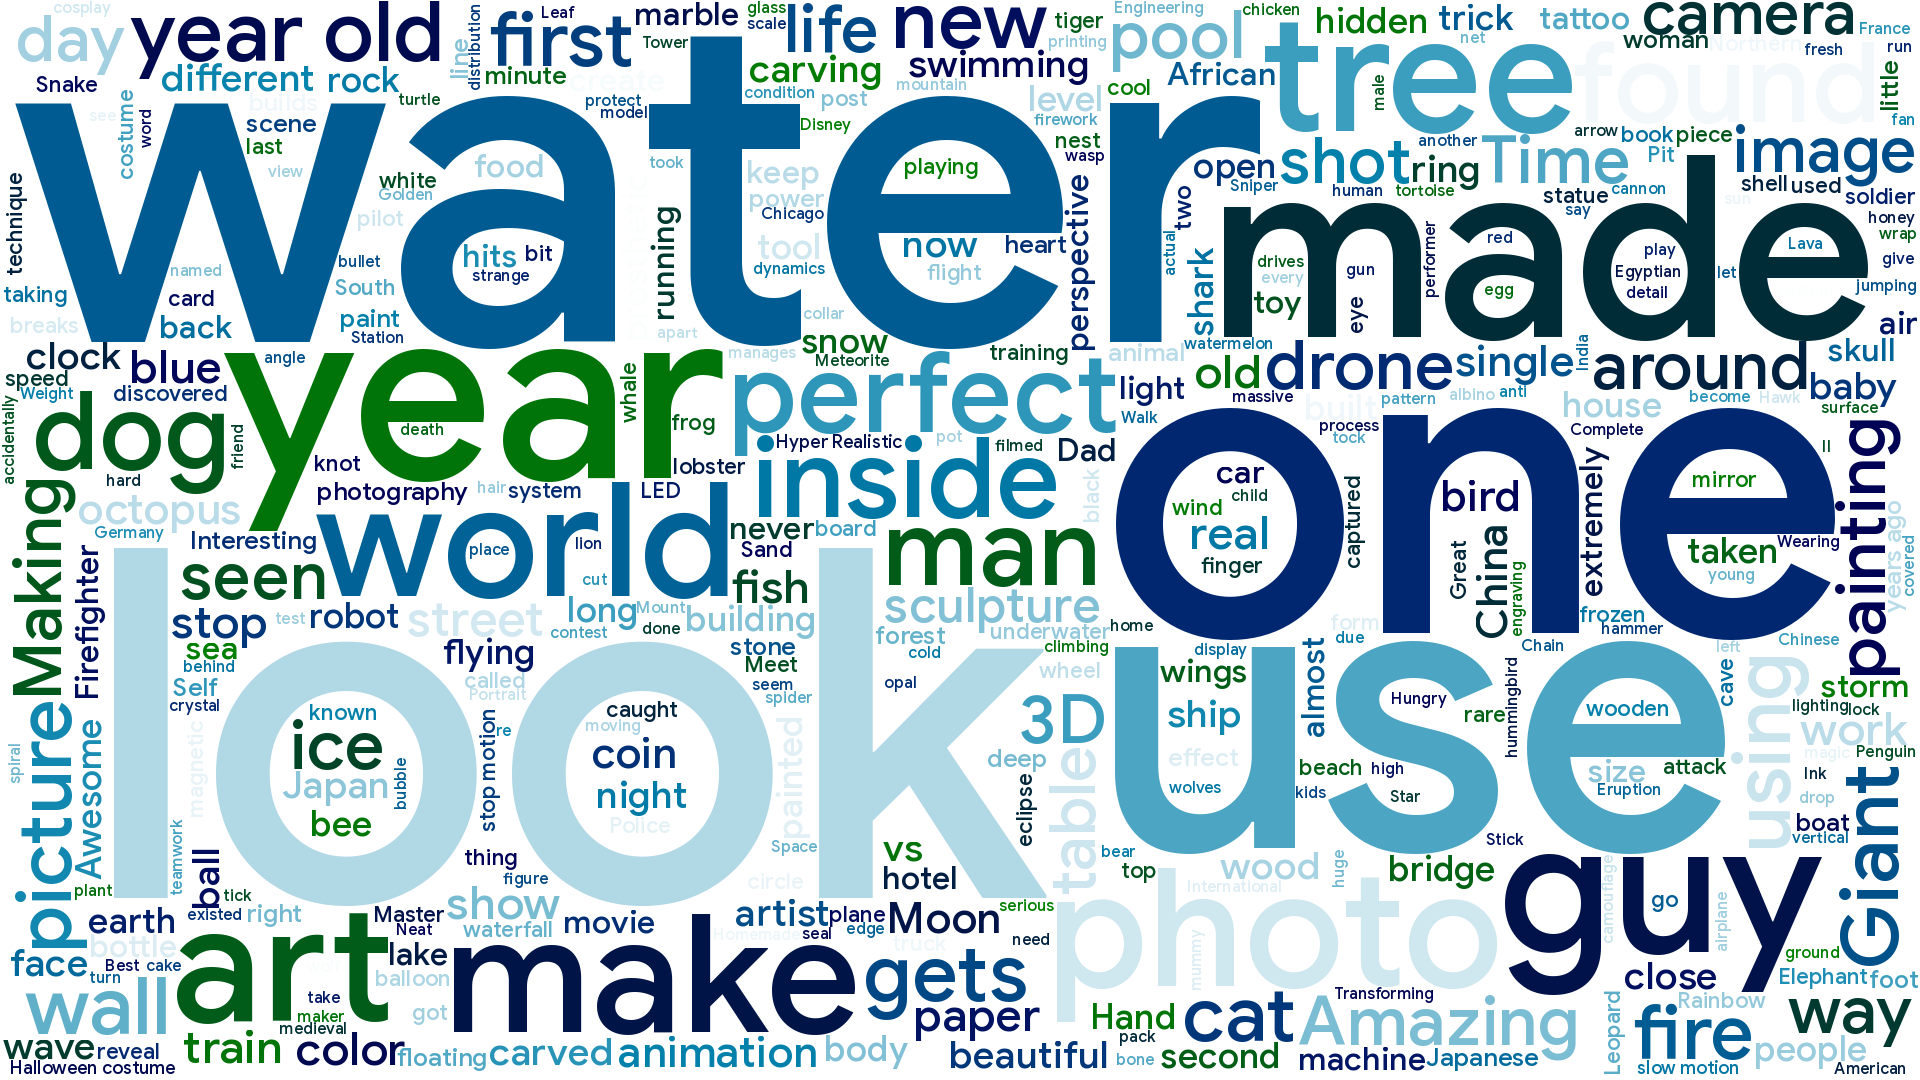 cosplay
day
year old
Leaf
first
marble
glass
scale
life
new
tiger
printing
Engineering
pool
chicken
hidden
trick
net
tattoo
camera
woman
Northern
fresh
France
run
Snake
different
rock
line
distribution
minute
create
Tower
carving
swimming
mountain
African
tree
found
little
see
costume
word
builds
scene
last
view
turtle
protect
model
condition
post
Disney
level
firework
cool
nest
wasp
male
arrow
another
book
piece
Pit
image
fan
technique
white
Golden
food
took
keep
power
playing
open
Sniper
shot
ring
human
tortoise
Time
statue
cannon
say
shell
used
sun
soldier
water
pilot
Chicago
perspective
two
made
honey
wrap
named
bullet
hits
bit
strange
running
tool
dynamics
now
flight
heart
actual
shark
drives
every
gun
performer
red
play
Egyptian
detail
let
Lava
give
jumping
taking
card
South
egg
toy
eye
breaks
back
paint
Station
apart
collar
snow
manages
Meteorite
training
animal
watermelon
air
clock
blue
angle
year
whale
perfect
light
old
drone
single
India
around
skull
speed
Weight
discovered
frog
Walk
massive
pattern
albino
anti
become
Hawk
baby
accidentally
dog
friend
death
Hyper Realistic
pot
filmed
Dad
built
process
tock
house
Complete
surface
ll
hard
knot
lobster
inside
one
car
child
extremely
mirror
painting
Making
octopus
photography
hair
system
LED
black
wind
real
finger
captured
bird
Germany
Interesting
world
place
lion
cut
never
board
Sand
man
Great
China
engraving
taken
Wearing
young
years ago
covered
Firefighter
seen
fish
stop
test
robot
street
long
Mount
contest
done
building
sculpture
forest
cold
underwater
climbing
home
form
due
frozen
hammer
Chinese
sea
behind
flying
stone
Meet
seem
spider
wheel
display
Chain
left
Self
crystal
called
Portrait
look
opal
wings
almost
use
Hungry
rare
hummingbird
wooden
cave
storm
lighting
lock
picture
Awesome
spiral
magnetic
known
ice
Japan
bubble
bee
stop motion
re
caught
moving
coin
night
Police
painted
Space
deep
3D
eclipse
table
ship
effect
wolves
beach
high
kids
Star
size
Eruption
attack
using
work
magic
Penguin
Ink
drop
boat
vertical
Giant
teamwork
ball
plant
tick
thing
figure
circle
vs
hotel
bear
top
wood
huge
bridge
Stick
guy
go
camouflage
airplane
earth
existed
right
Master
Neat
show
waterfall
movie
artist
Homemade
plane
seal
edge
Moon
serious
need
International
photo
mummy
bottle
face
turn
Best
cake
art
lake
balloon
make
truck
gets
close
ground
Elephant
foot
wall
take
maker
medieval
got
paper
Hand
pack
cat
Transforming
Amazing
Leopard
fire
Rainbow
way
wave
reveal
train
color
floating
carved
animation
body
beautiful
bone
second
machine
Japanese
slow motion
people
American
Halloween costume